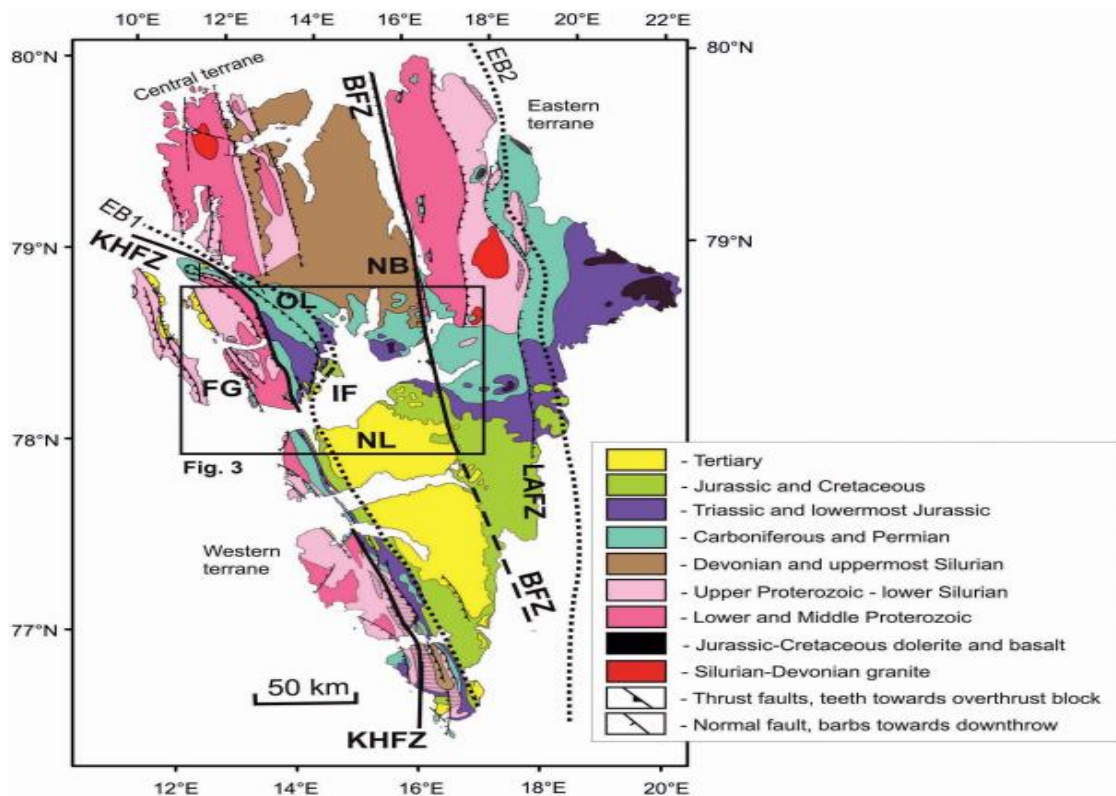 10°E 12°E 14°E 16°E 18°E 22°E
80°N
80°N
Central terrane
BFZ
EB2
Eastern terrane
EB1
79°N
79°N
KHFZ
NB
OL
FG
IF
78°N
NL
Fig. 3
LAFZ
Western terrane
BFZ
77°N
50 km
KHFZ
12°E 14°E 16°E 18°E 20°E
- Tertiary
- Jurassic and Cretaceous
- Triassic and lowermost Jurassic
- Carboniferous and Permian
- Devonian and uppermost Silurian
- Upper Proterozoic - lower Silurian
- Lower and Middle Proterozoic
- Jurassic-Cretaceous dolerite and basalt
- Silurian-Devonian granite
- Thrust faults, teeth towards overthrust block
- Normal fault, barbs towards downthrow